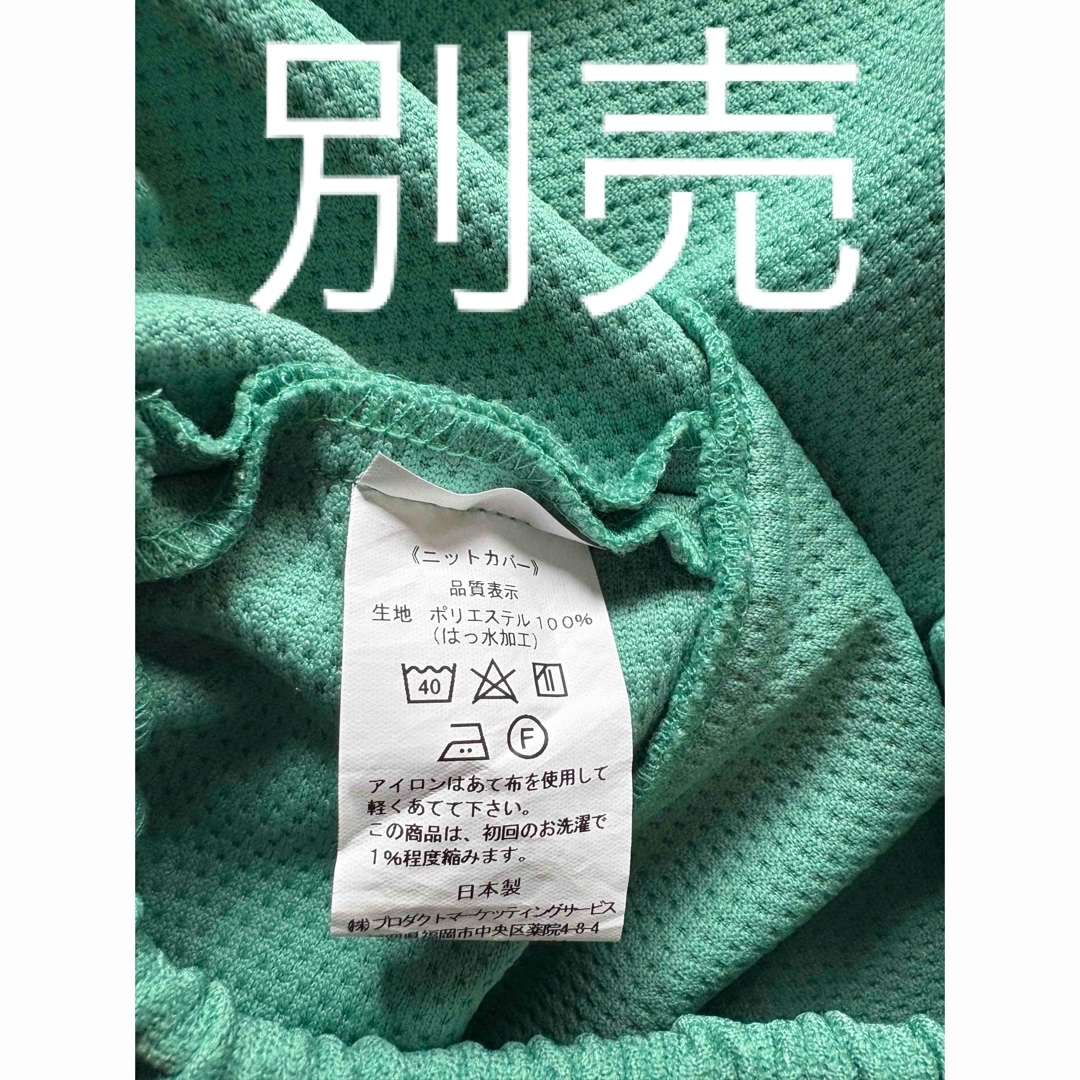 別売
《ニットカバー》
品質表示
生地 ポリエステル100%
(はっ水加工)
40
F
アイロンはあて布を使用して
軽くあてて下さい。
この商品は、初回のお洗濯で
1%程度縮みます。
日本製
(株)プロダクトマーケッティングサービス
岡県福岡市中央区薬院4-8-4